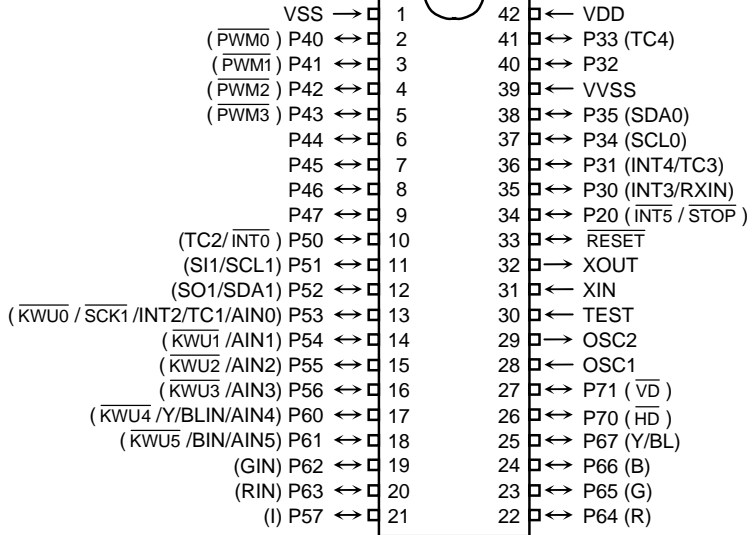 VSS → 1 42 ← VDD
( PWM0 ) P40 ↔ 2 41 ↔ P33 (TC4)
( PWM1) P41 ↔ 3 40 ↔ P32
( PWM2 ) P42 ↔ 4 39 ← VVSS
( PWM3 ) P43 ↔ 5 38 ↔ P35 (SDA0)
P44 ↔ 6 37 ↔ P34 (SCL0)
P45 ↔ 7 36 ↔ P31 (INT4/TC3)
P46 ↔ 8 35 ↔ P30 (INT3/RXIN)
P47 ↔ 9 34 ↔ P20 ( INT5 / STOP )
(TC2/ INT0 ) P50 ↔ 10 33 ↔ RESET
(SI1/SCL1) P51 ↔ 11 32 → XOUT
(SO1/SDA1) P52 ↔ 12 31 ← XIN
( KWU0 / SCK1 /INT2/TC1/AIN0) P53 ↔ 13 30 ← TEST
( KWU1 /AIN1) P54 ↔ 14 29 → OSC2
( KWU2 /AIN2) P55 ↔ 15 28 ← OSC1
( KWU3 /AIN3) P56 ↔ 16 27 ↔ P71 ( VD )
( KWU4 /Y/BLIN/AIN4) P60 ↔ 17 26 ↔ P70 ( HD )
( KWU5 /BIN/AIN5) P61 ↔ 18 25 ↔ P67 (Y/BL)
(GIN) P62 ↔ 19 24 ↔ P66 (B)
(RIN) P63 ↔ 20 23 ↔ P65 (G)
(I) P57 ↔ 21 22 ↔ P64 (R)